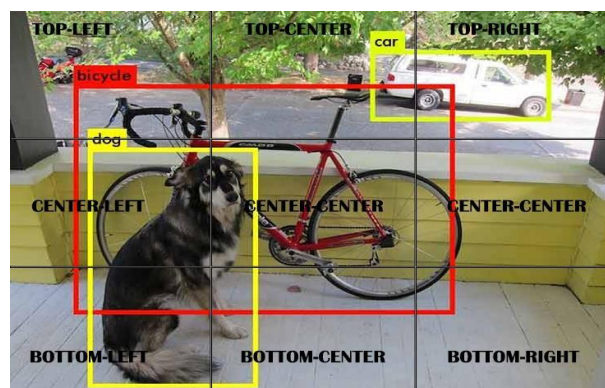 TOP-LEFT TOP-CENTER TOP-RIGHT
car
bicycle
dog
CENTER-LEFT CENTER-CENTER CENTER-CENTER
BOTTOM-LEFT BOTTOM-CENTER BOTTOM-RIGHT